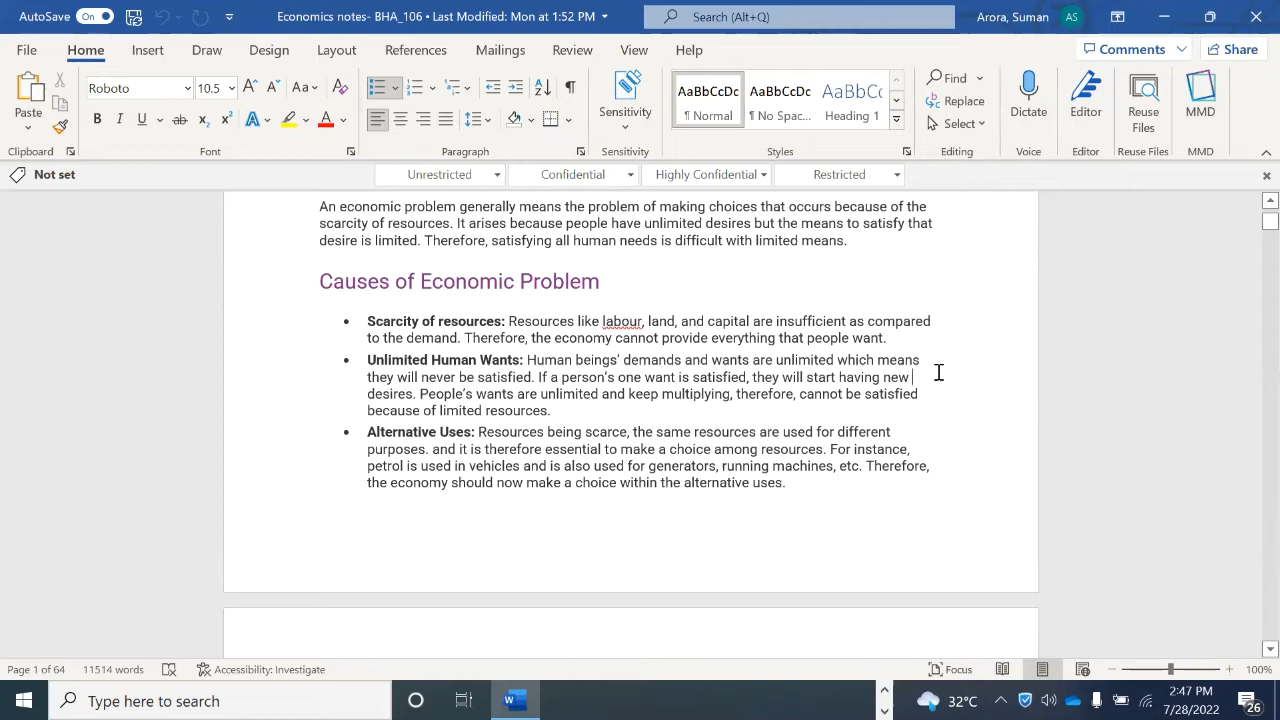 AutoSave On Economics notes- BHA_106 • Last Modified: Mon at 1:52 PM Search (Alt+Q) Arora, Suman AS
File Home Insert Draw Design Layout References Mailings Review View Help Comments Share
Roboto 10.5 Aa
Paste
B I U ab x2 x2 A A
AaBbCcDc AaBbCcDc AaBbCc
¶ Normal ¶ No Spac... Heading 1
Find
Replace
Select
Sensitivity
Dictate
Editor
Reuse Files
MMD
Clipboard Font Paragraph Sensitivity Styles Editing Voice Editor Reuse Files MMD
Not set Unrestricted Confidential Highly Confidential Restricted
An economic problem generally means the problem of making choices that occurs because of the
scarcity of resources. It arises because people have unlimited desires but the means to satisfy that
desire is limited. Therefore, satisfying all human needs is difficult with limited means.
Causes of Economic Problem
• Scarcity of resources: Resources like labour, land, and capital are insufficient as compared
to the demand. Therefore, the economy cannot provide everything that people want.
• Unlimited Human Wants: Human beings’ demands and wants are unlimited which means
they will never be satisfied. If a person’s one want is satisfied, they will start having new
desires. People’s wants are unlimited and keep multiplying, therefore, cannot be satisfied
because of limited resources.
• Alternative Uses: Resources being scarce, the same resources are used for different
purposes. and it is therefore essential to make a choice among resources. For instance,
petrol is used in vehicles and is also used for generators, running machines, etc. Therefore,
the economy should now make a choice within the alternative uses.
Page 1 of 64 11514 words Accessibility: Investigate Focus 100%
Type here to search 32°C 2:47 PM
7/28/2022 26